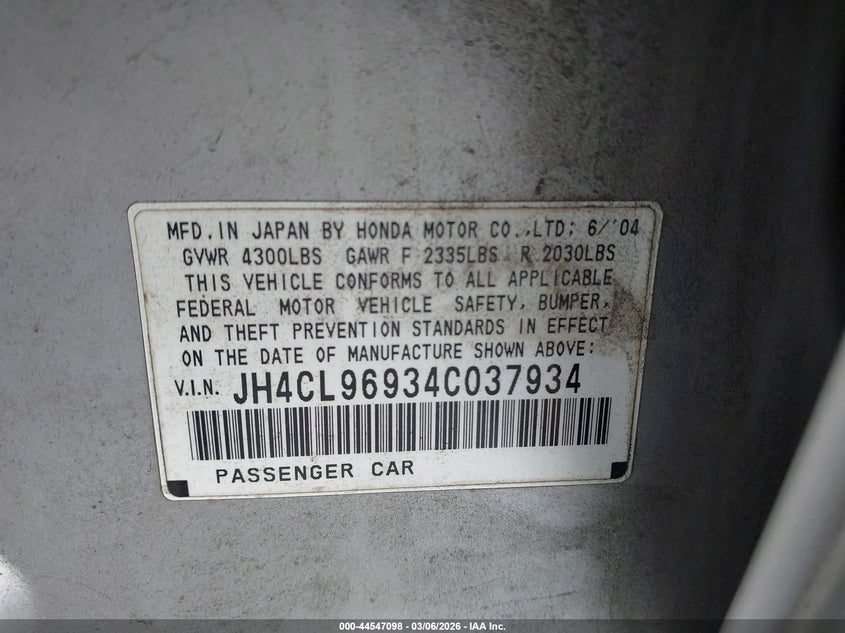 MFD. IN JAPAN BY HONDA MOTOR CO.,LTD; 6/'04
GVWR 4300LBS GAWR F 2335LBS R 2030LBS
THIS VEHICLE CONFORMS TO ALL APPLICABLE
FEDERAL MOTOR VEHICLE SAFETY, BUMPER,
AND THEFT PREVENTION STANDARDS IN EFFECT
ON THE DATE OF MANUFACTURE SHOWN ABOVE:
V.I.N. JH4CL96934C037934
PASSENGER CAR
000-44547098 - 03/06/2026 - IAA Inc.